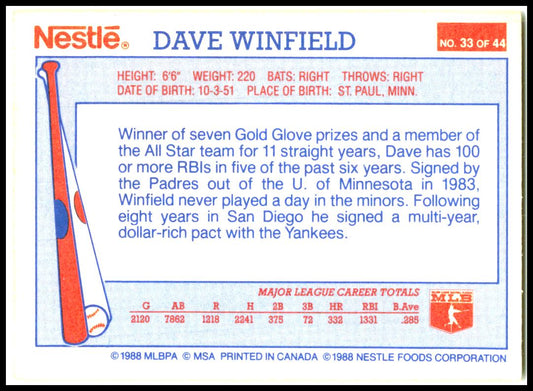 Nestlé® DAVE WINFIELD NO. 33 OF 44
HEIGHT: 6'6" WEIGHT: 220 BATS: RIGHT THROWS: RIGHT
DATE OF BIRTH: 10-3-51 PLACE OF BIRTH: ST. PAUL, MINN.
Winner of seven Gold Glove prizes and a member of
the All Star team for 11 straight years, Dave has 100
or more RBIs in five of the past six years. Signed by
the Padres out of the U. of Minnesota in 1983,
Winfield never played a day in the minors. Following
eight years in San Diego he signed a multi-year,
dollar-rich pact with the Yankees.
MAJOR LEAGUE CAREER TOTALS
G AB R H 2B 3B HR RBI B.Ave
2120 7862 1218 2241 375 72 332 1331 .285
MLB
©1988 MLBPA © MSA PRINTED IN CANADA ©1988 NESTLE FOODS CORPORATION